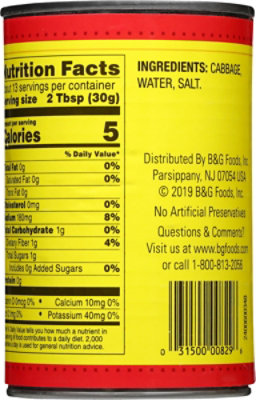 Nutrition Facts
about 13 servings per container
Serving size 2 Tbsp (30g)
Amount per serving
Calories 5
% Daily Value*
Total Fat 0g 0%
Saturated Fat 0g 0%
Trans Fat 0g
Cholesterol 0mg 0%
Sodium 180mg 8%
Total Carbohydrate 1g 0%
Dietary Fiber 1g 4%
Total Sugars 1g
Includes 0g Added Sugars 0%
Protein 0g
0mcg 0% • Calcium 10mg 0%
0% • Potassium 40mg 0%
Daily Value tells you how much a nutrient in
serving of food contributes to a daily diet. 2,000
a day is used for general nutrition advice.
INGREDIENTS: CABBAGE,
WATER, SALT.
Distributed By B&G Foods, Inc.
Parsippany, NJ 07054 USA
© 2019 B&G Foods, Inc.
No Artificial Preservatives
Questions & Comments?
Visit us at www.bgfoods.com
or call 1-800-813-2056
0 31500 00829 6